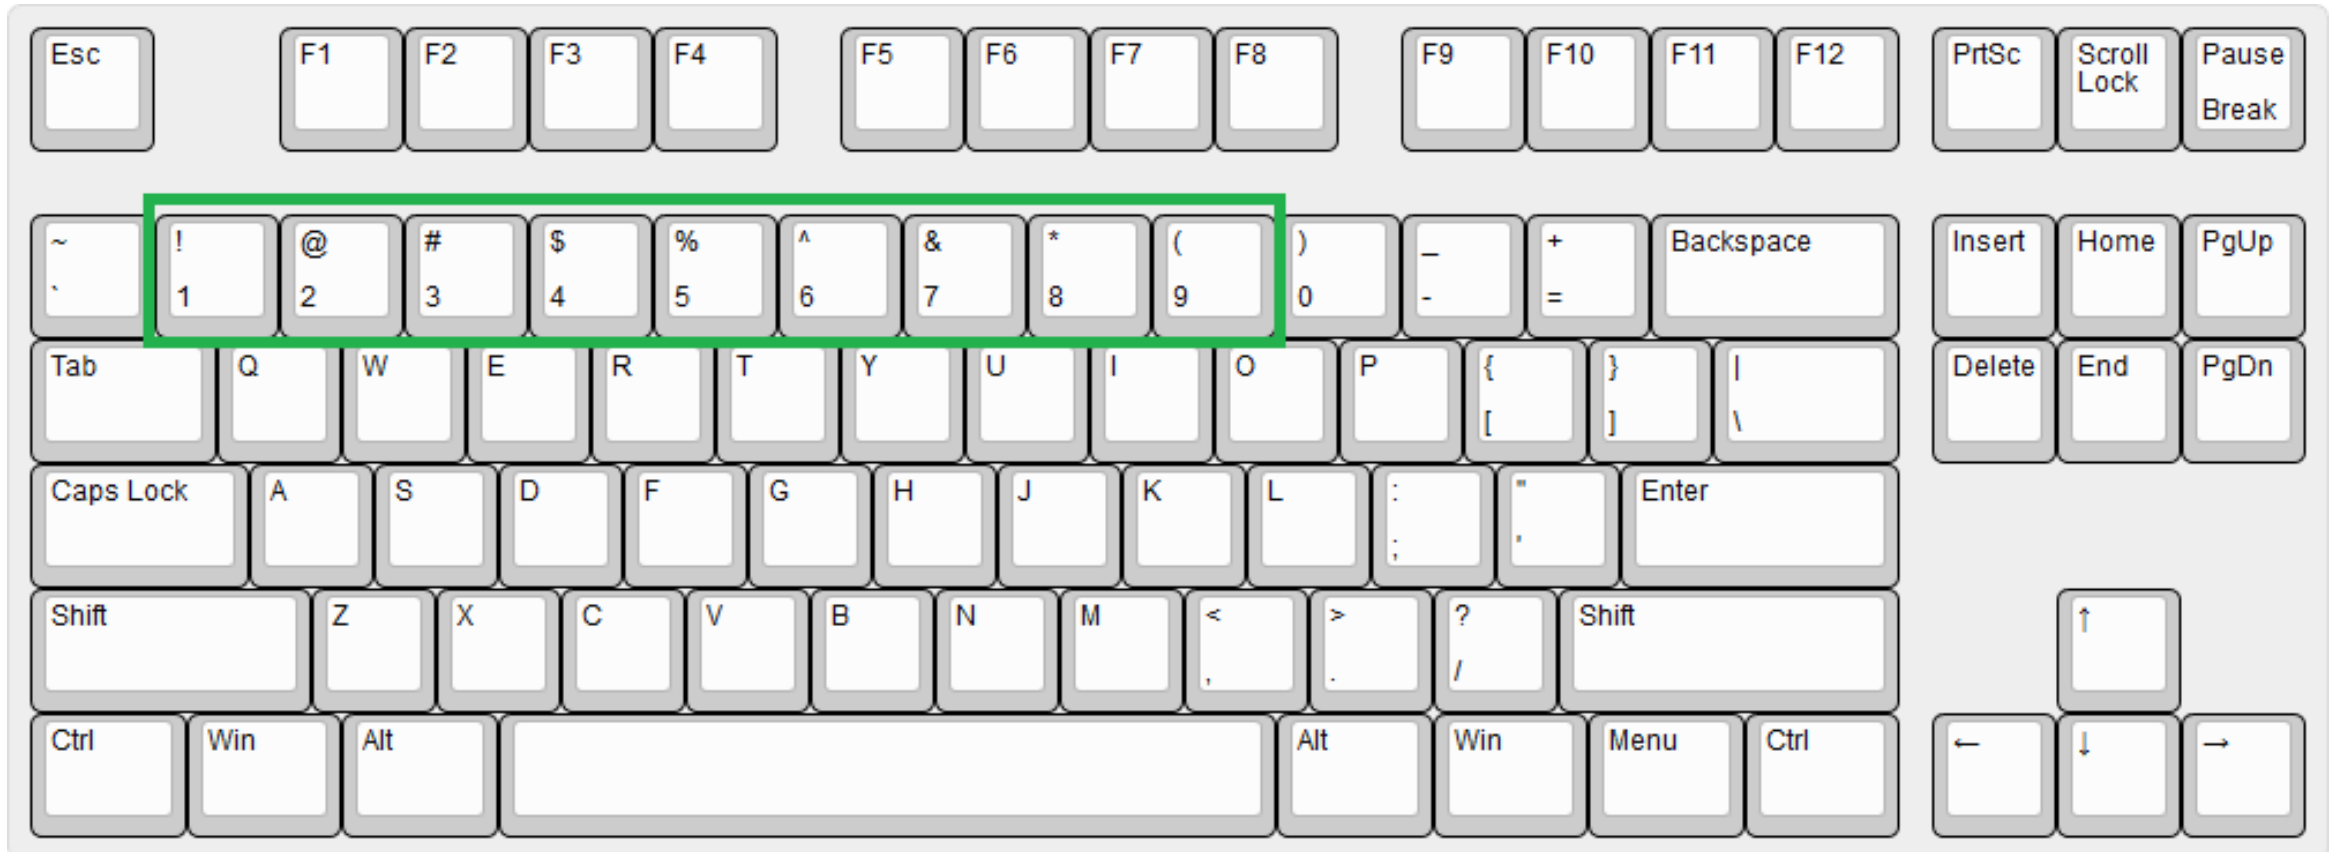 Esc F1 F2 F3 F4 F5 F6 F7 F8 F9 F10 F11 F12 PrtSc Scroll Pause
Lock
Break
~ ! @ # $ % ^ & * ( ) _ + Backspace Insert Home PgUp
` 1 2 3 4 5 6 7 8 9 0 - =
Tab Q W E R T Y U I O P { } | Delete End PgDn
[ ] \
Caps Lock A S D F G H J K L : " Enter
; '
Shift Z X C V B N M < > ? Shift ↑
, . /
Ctrl Win Alt Alt Win Menu Ctrl ← ↓ →